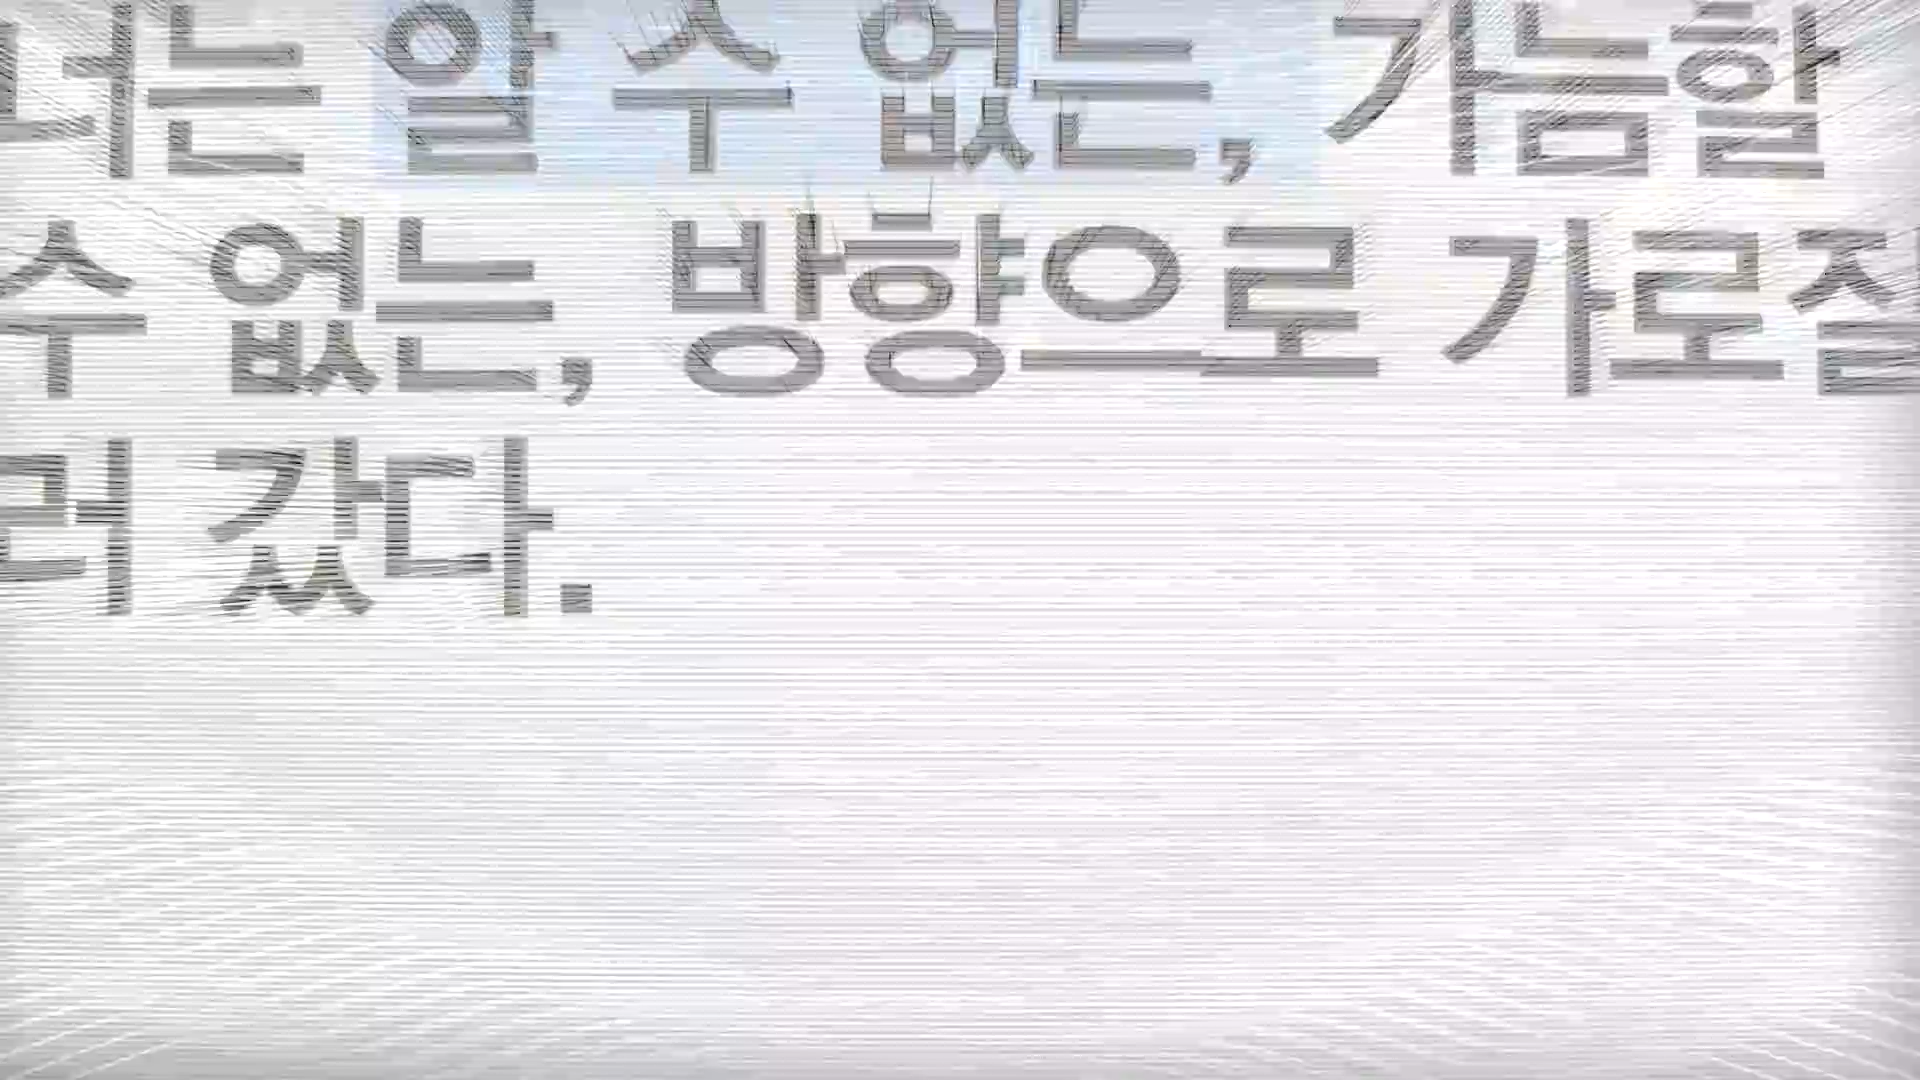 너는 알 수 없는, 가늠할
수 없는, 방향으로 가로질
러 갔다.